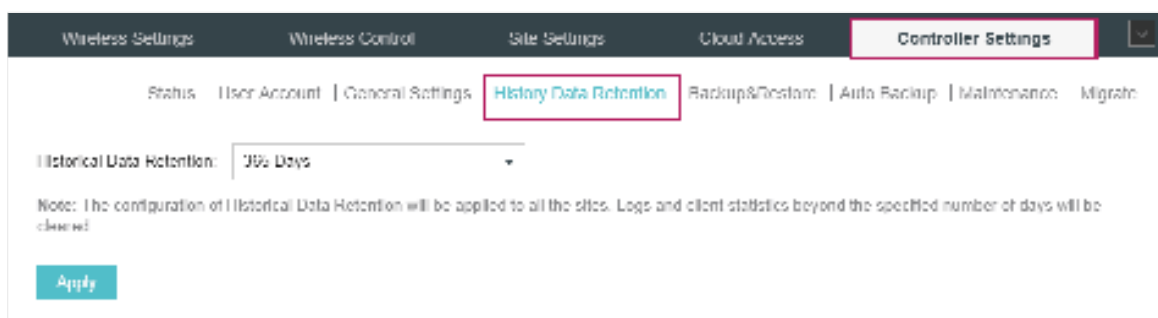 Wireless Settings Wireless Control Site Settings Cloud Access Controller Settings
Status User Account | General Settings History Data Retention Backup&Restore | Auto Backup | Maintenance Migrate
Historical Data Retention: 365 Days
Note: The configuration of Historical Data Retention will be applied to all the sites. Logs and client statistics beyond the specified number of days will be
cleared
Apply